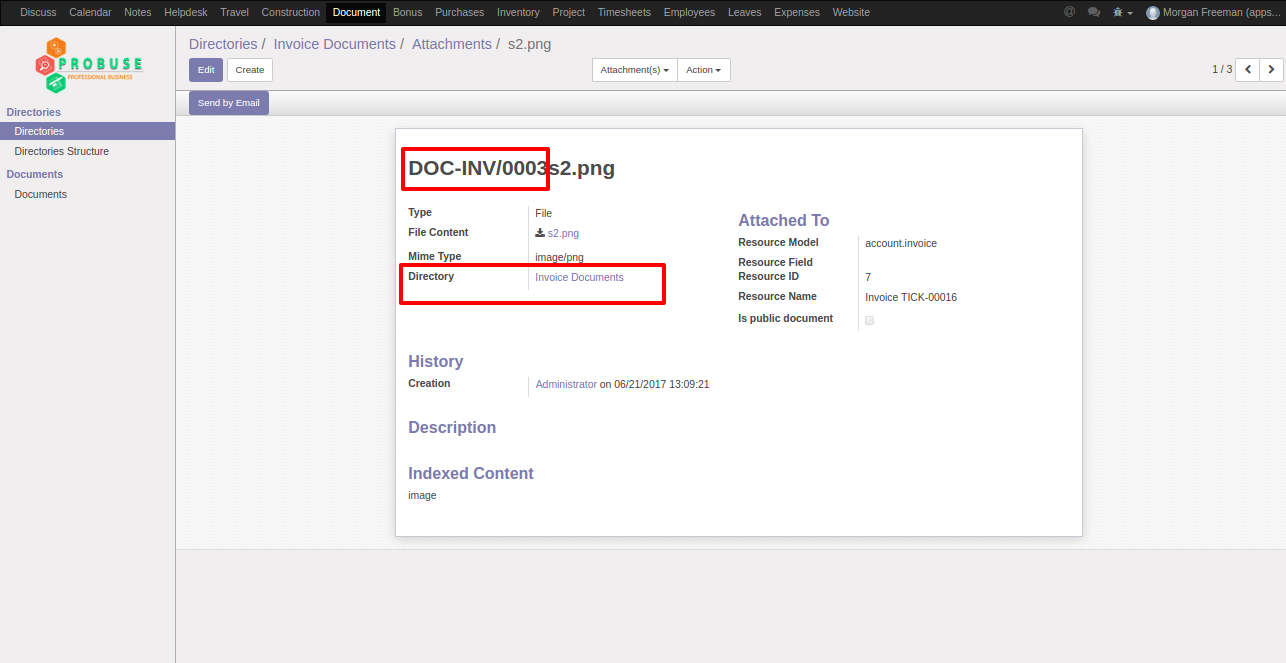 Discuss Calendar Notes Helpdesk Travel Construction Document Bonus Purchases Inventory Project Timesheets Employees Leaves Expenses Website @ Morgan Freeman (apps...
PROBUSE
PROFESSIONAL BUSINESS
Directories
Directories
Directories Structure
Documents
Documents
Directories / Invoice Documents / Attachments / s2.png
Edit Create Attachment(s) Action 1 / 3
Send by Email
DOC-INV/0003s2.png
Type File
File Content s2.png
Mime Type image/png
Directory Invoice Documents
Attached To
Resource Model account.invoice
Resource Field
Resource ID 7
Resource Name Invoice TICK-00016
Is public document
History
Creation Administrator on 06/21/2017 13:09:21
Description
Indexed Content
image